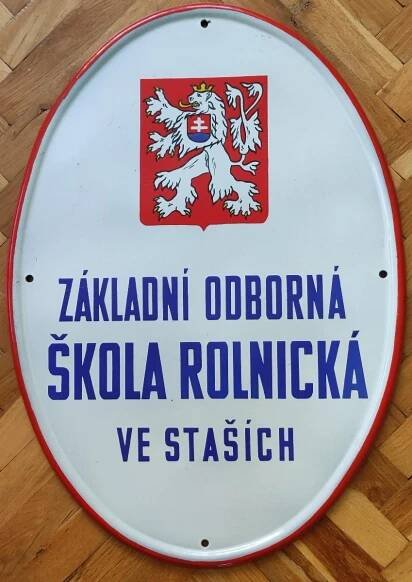 ZÁKLADNÍ ODBORNÁ
ŠKOLA ROLNICKÁ
VE STAŠÍCH